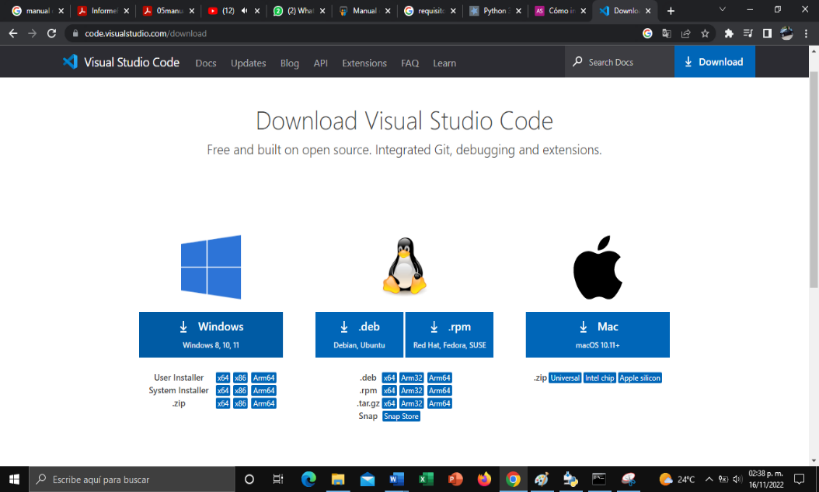 manual
Informe
05manu
(12)
(2) What
Manual
requisito
Python
Cómo in
Downlo
code.visualstudio.com/download
Visual Studio Code
Docs
Updates
Blog
API
Extensions
FAQ
Learn
Search Docs
Download
Download Visual Studio Code
Free and built on open source. Integrated Git, debugging and extensions.
Windows
Windows 8, 10, 11
.deb
Debian, Ubuntu
.rpm
Red Hat, Fedora, SUSE
Mac
macOS 10.11+
User Installer x64 x86 Arm64
System Installer x64 x86 Arm64
.zip x64 x86 Arm64
.deb x64 Arm32 Arm64
.rpm x64 Arm32 Arm64
.tar.gz x64 Arm32 Arm64
Snap Snap Store
.zip Universal Intel chip Apple silicon
Escribe aquí para buscar
24°C
02:38 p. m.
16/11/2022